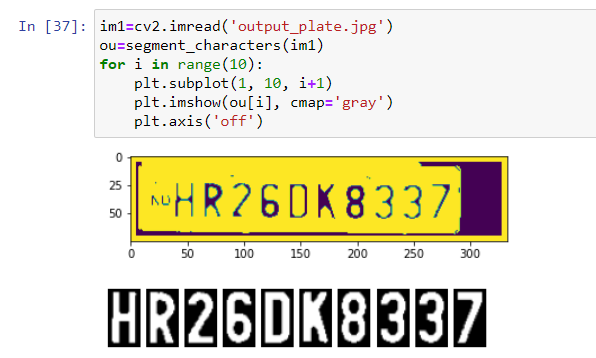 In [37]: im1=cv2.imread('output_plate.jpg')
ou=segment_characters(im1)
for i in range(10):
    plt.subplot(1, 10, i+1)
    plt.imshow(ou[i], cmap='gray')
    plt.axis('off')
0
25
50
HR26DK8337
0 50 100 150 200 250 300
HR26DK8337